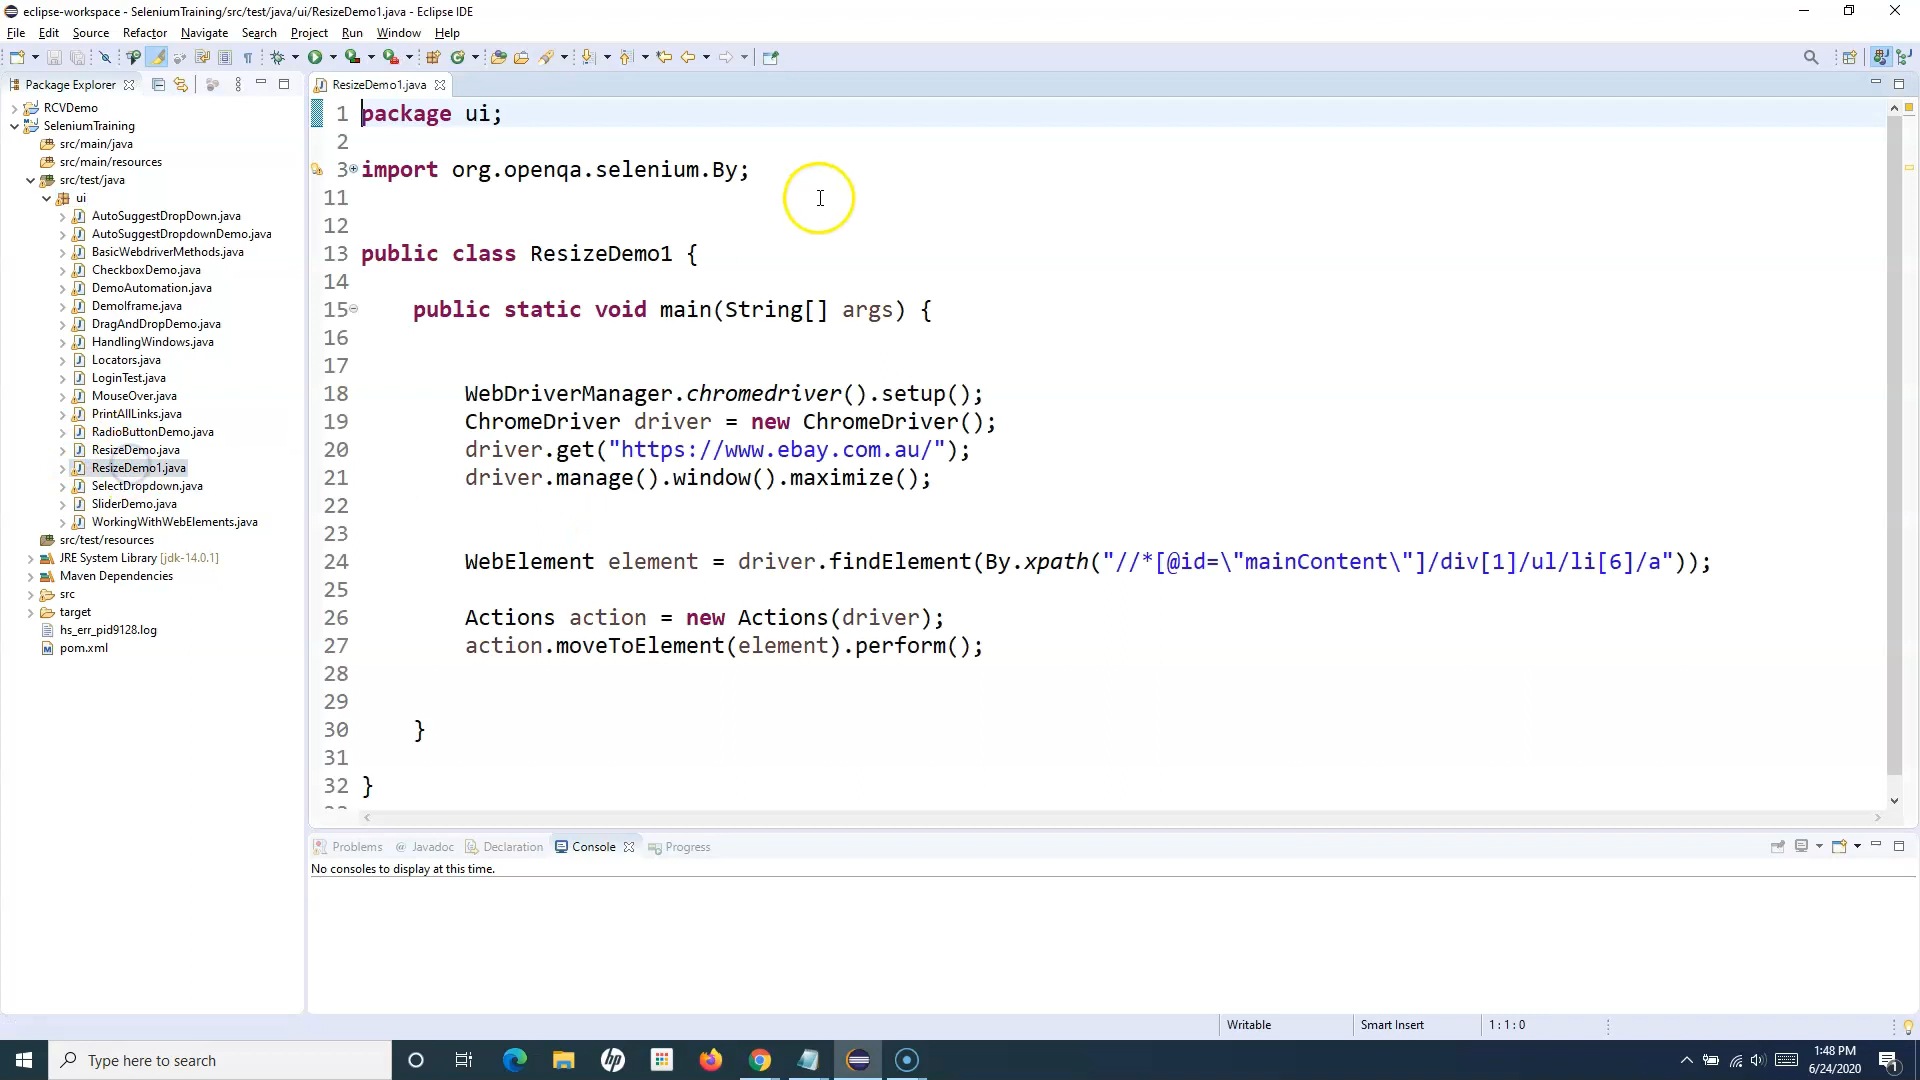 eclipse-workspace - SeleniumTraining/src/test/java/ui/ResizeDemo1.java - Eclipse IDE
File Edit Source Refactor Navigate Search Project Run Window Help
Package Explorer
RCVDemo
SeleniumTraining
src/main/java
src/main/resources
src/test/java
ui
AutoSuggestDropDown.java
AutoSuggestDropdownDemo.java
BasicWebdriverMethods.java
CheckboxDemo.java
DemoAutomation.java
DemoIframe.java
DragAndDropDemo.java
HandlingWindows.java
Locators.java
LoginTest.java
MouseOver.java
PrintAllLinks.java
RadioButtonDemo.java
ResizeDemo.java
ResizeDemo1.java
SelectDropdown.java
SliderDemo.java
WorkingWithWebElements.java
src/test/resources
JRE System Library [jdk-14.0.1]
Maven Dependencies
src
target
hs_err_pid9128.log
pom.xml
ResizeDemo1.java
1 package ui;
2
3 import org.openqa.selenium.By;
11
12
13 public class ResizeDemo1 {
14
15 public static void main(String[] args) {
16
17
18 WebDriverManager.chromedriver().setup();
19 ChromeDriver driver = new ChromeDriver();
20 driver.get("https://www.ebay.com.au/");
21 driver.manage().window().maximize();
22
23
24 WebElement element = driver.findElement(By.xpath("//*[@id=\"mainContent\"]/div[1]/ul/li[6]/a"));
25
26 Actions action = new Actions(driver);
27 action.moveToElement(element).perform();
28
29
30 }
31
32 }
Problems @ Javadoc Declaration Console Progress
No consoles to display at this time.
Writable Smart Insert 1 : 1 : 0
Type here to search
hp
1:48 PM
6/24/2020
1